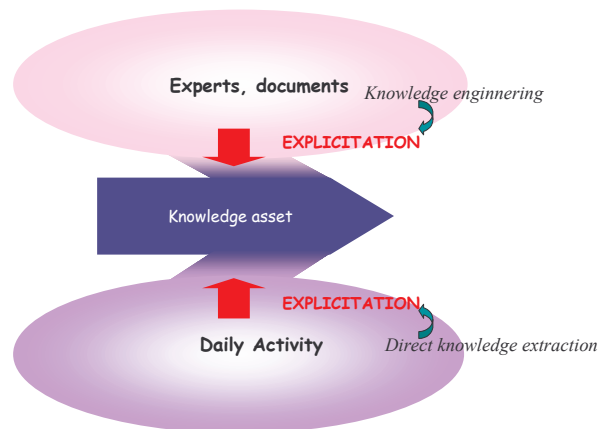 Experts, documents
Knowledge enginnering
EXPLICITATION
Knowledge asset
EXPLICITATION
Daily Activity
Direct knowledge extraction